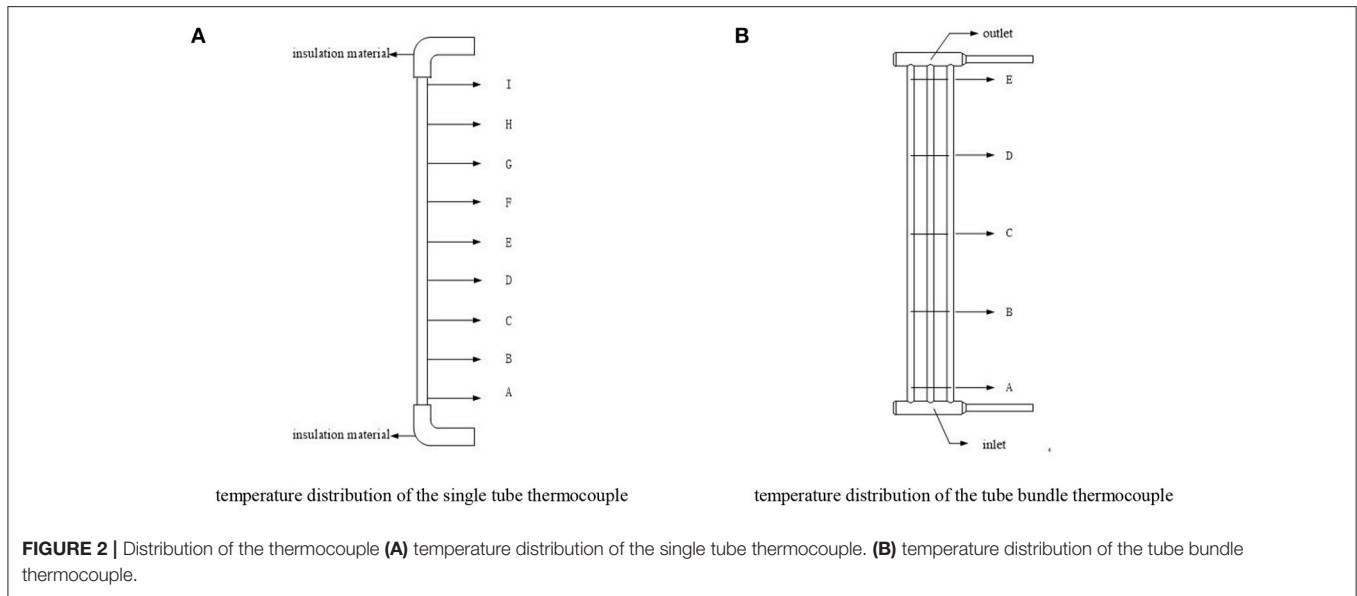 A
insulation material
I
H
G
F
E
D
C
B
A
insulation material
temperature distribution of the single tube thermocouple
B
outlet
E
D
C
B
A
inlet
temperature distribution of the tube bundle thermocouple
FIGURE 2 | Distribution of the thermocouple (A) temperature distribution of the single tube thermocouple. (B) temperature distribution of the tube bundle
thermocouple.